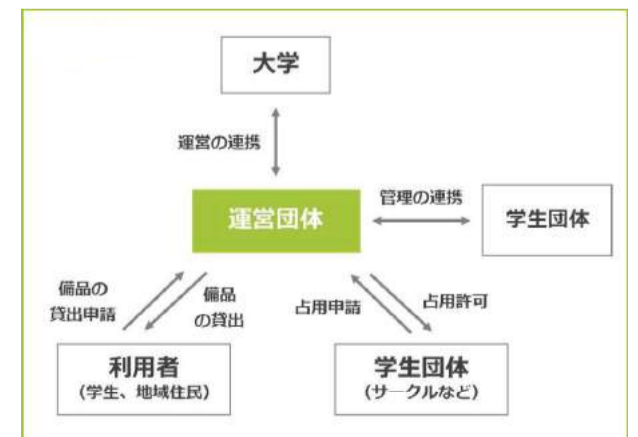 大学
運営の連携
運営団体
管理の連携
学生団体
備品の
貸出申請
備品
の貸出
占用申請
占用許可
利用者
(学生、地域住民)
学生団体
(サークルなど)